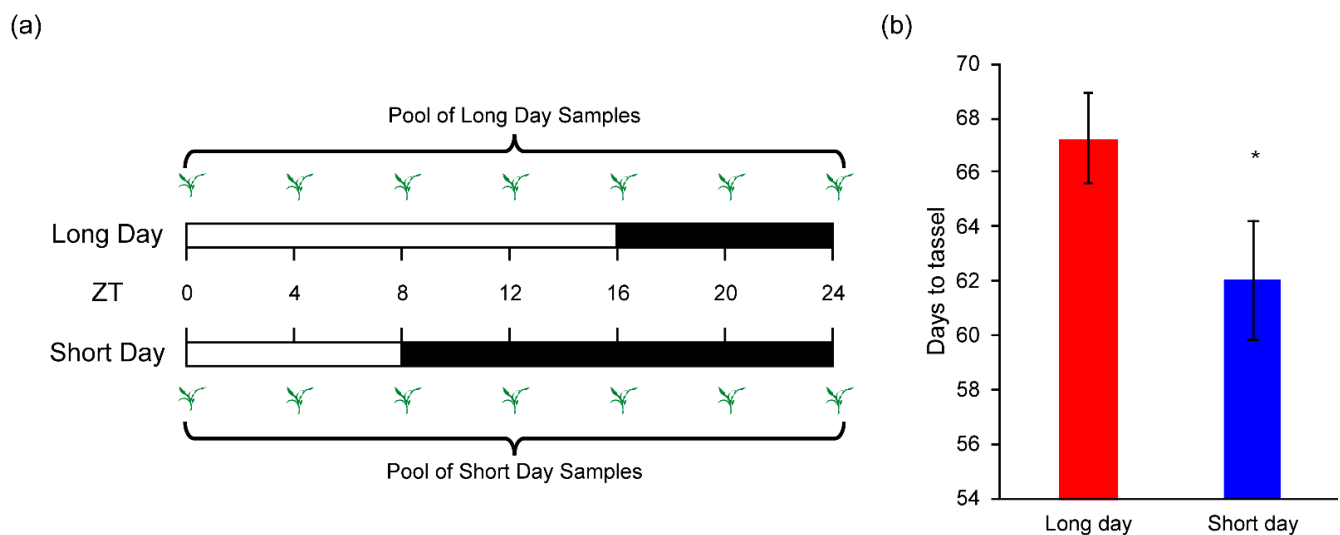 (a)
Pool of Long Day Samples
Long Day
ZT
0 4 8 12 16 20 24
Short Day
Pool of Short Day Samples
(b)
70
68
66
64
62
60
58
56
54
Days to tassel
*
Long day Short day